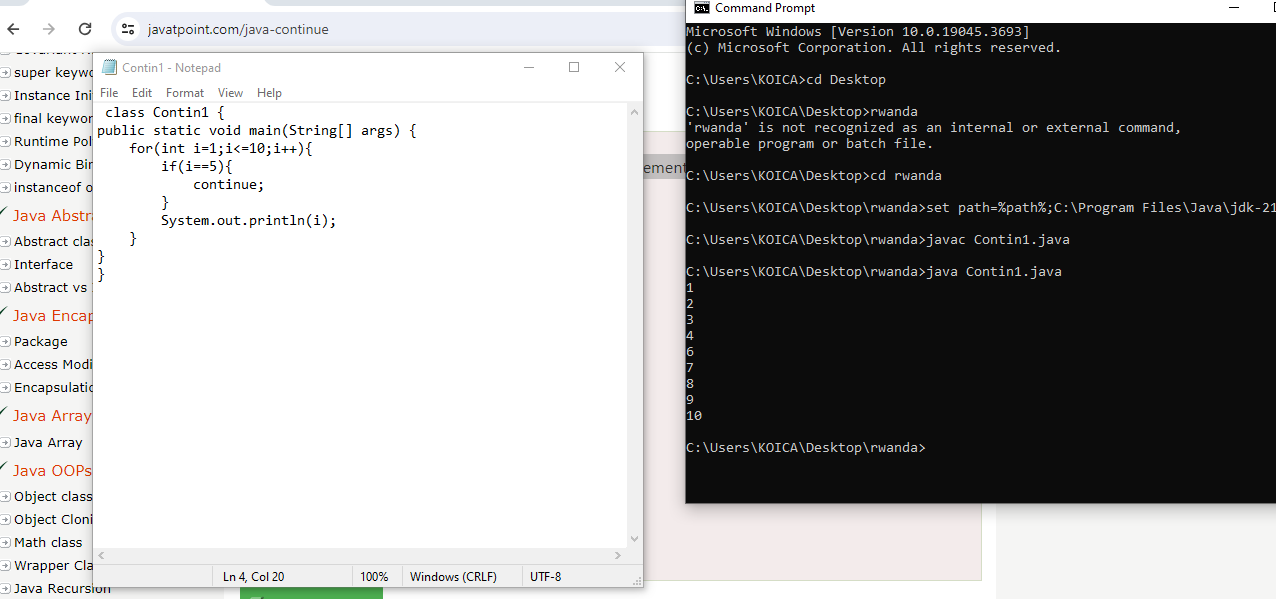 javatpoint.com/java-continue
super keywo
Instance Ini
final keywor
Runtime Pol
Dynamic Bin
instanceof o
Java Abstra
Abstract clas
Interface
Abstract vs
Java Encap
Package
Access Modi
Encapsulatio
Java Array
Java Array
Java OOPs
Object class
Object Cloni
Math class
Wrapper Cla
Java Recursion
Contin1 - Notepad
File Edit Format View Help
class Contin1 {
public static void main(String[] args) {
for(int i=1;i<=10;i++){
if(i==5){
continue;
}
System.out.println(i);
}
}
}
Ln 4, Col 20 100% Windows (CRLF) UTF-8
ement
Command Prompt
Microsoft Windows [Version 10.0.19045.3693]
(c) Microsoft Corporation. All rights reserved.
C:\Users\KOICA>cd Desktop
C:\Users\KOICA\Desktop>rwanda
'rwanda' is not recognized as an internal or external command,
operable program or batch file.
C:\Users\KOICA\Desktop>cd rwanda
C:\Users\KOICA\Desktop\rwanda>set path=%path%;C:\Program Files\Java\jdk-21
C:\Users\KOICA\Desktop\rwanda>javac Contin1.java
C:\Users\KOICA\Desktop\rwanda>java Contin1.java
1
2
3
4
6
7
8
9
10
C:\Users\KOICA\Desktop\rwanda>